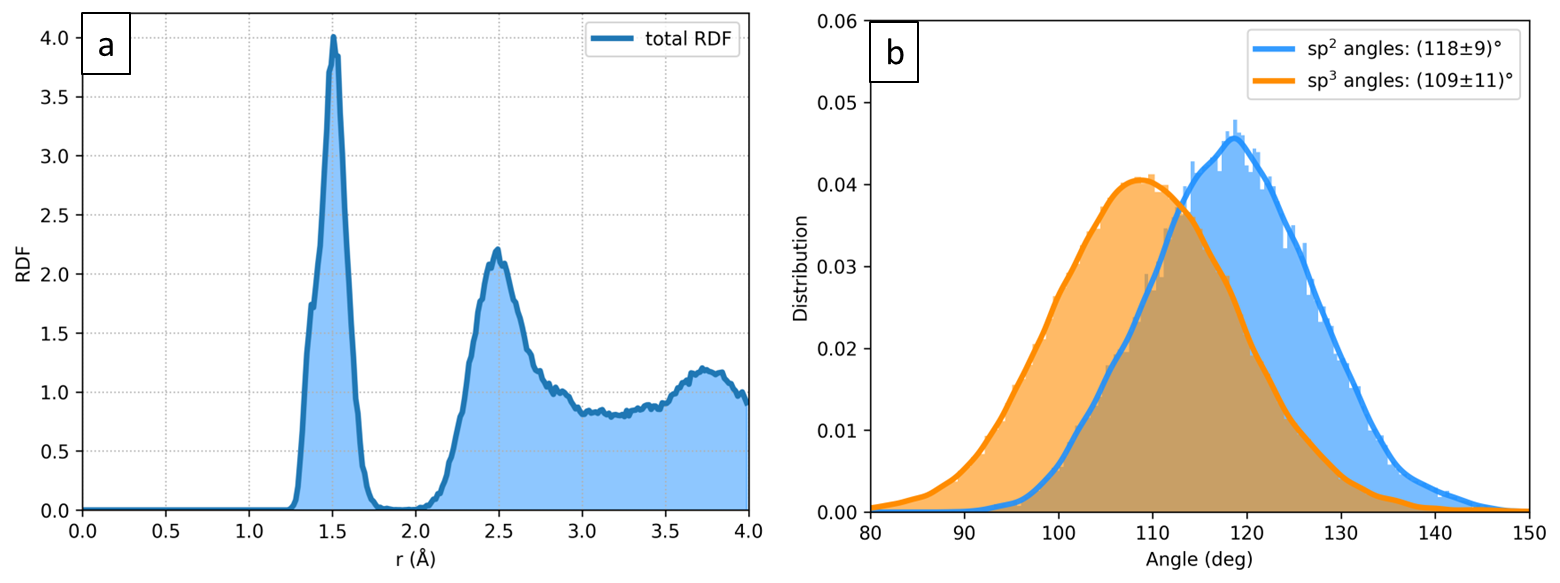 a
total RDF
4.0
3.5
3.0
2.5
2.0
1.5
1.0
0.5
0.0
RDF
0.0 0.5 1.0 1.5 2.0 2.5 3.0 3.5 4.0
r (Å)
b
sp² angles: (118±9)°
sp³ angles: (109±11)°
0.06
0.05
0.04
0.03
0.02
0.01
0.00
Distribution
80 90 100 110 120 130 140 150
Angle (deg)